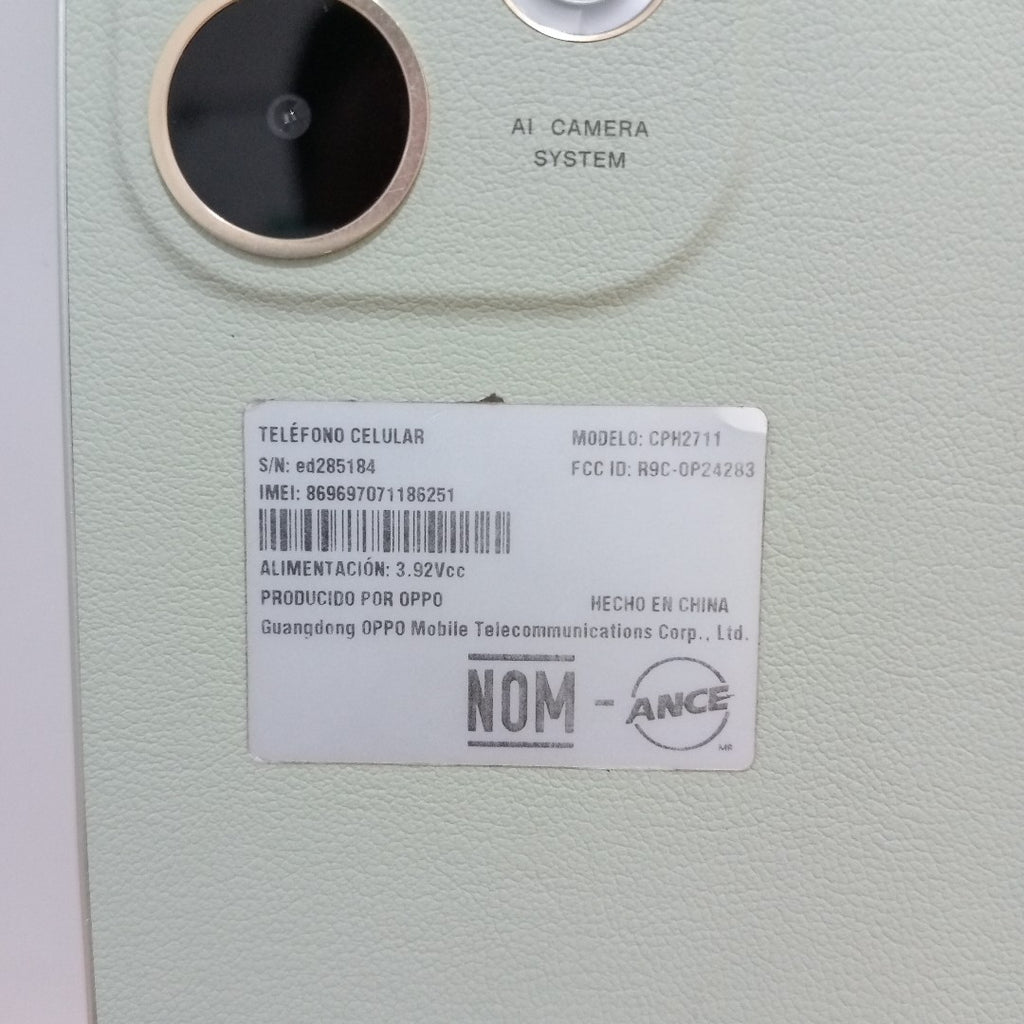 AI CAMERA
SYSTEM
TELÉFONO CELULAR
MODELO: CPH2711
S/N: ed285184
FCC ID: R9C-OP24283
IMEI: 869697071186251
ALIMENTACIÓN: 3.92Vcc
PRODUCIDO POR OPPO
HECHO EN CHINA
Guangdong OPPO Mobile Telecommunications Corp., Ltd.
NOM - ANCE
MR